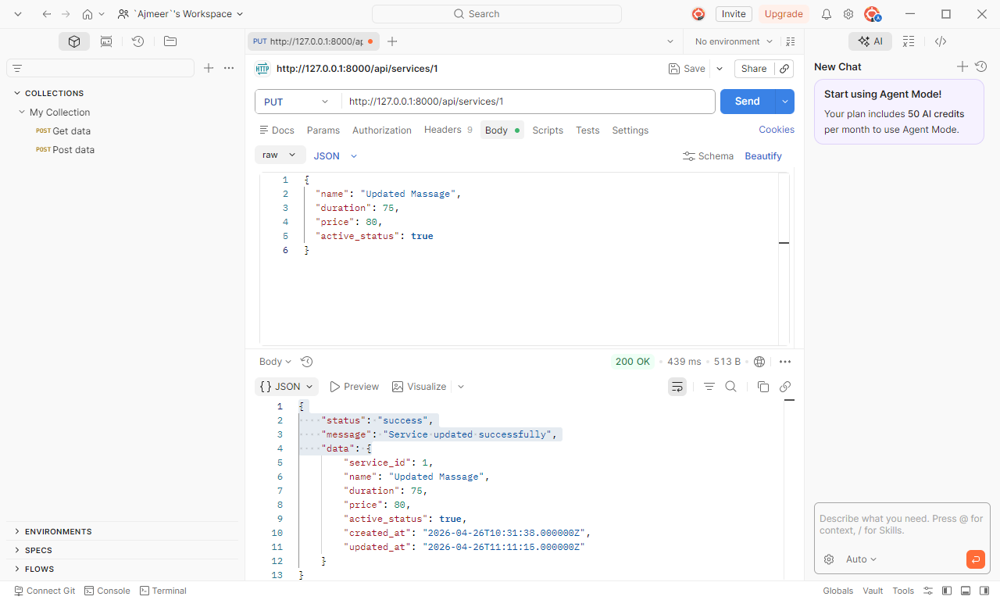 `Ajmeer`'s Workspace
Search
Invite
Upgrade
A
PUT http://127.0.0.1:8000/ap
No environment
AI
HTTP http://127.0.0.1:8000/api/services/1
Save
Share
New Chat
Start using Agent Mode!
Your plan includes 50 AI credits
per month to use Agent Mode.
COLLECTIONS
My Collection
POST Get data
POST Post data
PUT
http://127.0.0.1:8000/api/services/1
Send
Docs Params Authorization Headers 9 Body Scripts Tests Settings Cookies
raw JSON Schema Beautify
1 {
2 "name": "Updated Massage",
3 "duration": 75,
4 "price": 80,
5 "active_status": true
6 }
Body 200 OK 439 ms 513 B
{} JSON Preview Visualize
1 {
2 "status": "success",
3 "message": "Service updated successfully",
4 "data": {
5 "service_id": 1,
6 "name": "Updated Massage",
7 "duration": 75,
8 "price": 80,
9 "active_status": true,
10 "created_at": "2026-04-26T10:31:38.000000Z",
11 "updated_at": "2026-04-26T11:11:15.000000Z"
12 }
13 }
ENVIRONMENTS
SPECS
FLOWS
Describe what you need. Press @ for
context, / for Skills.
Auto
Connect Git Console Terminal
Globals Vault Tools